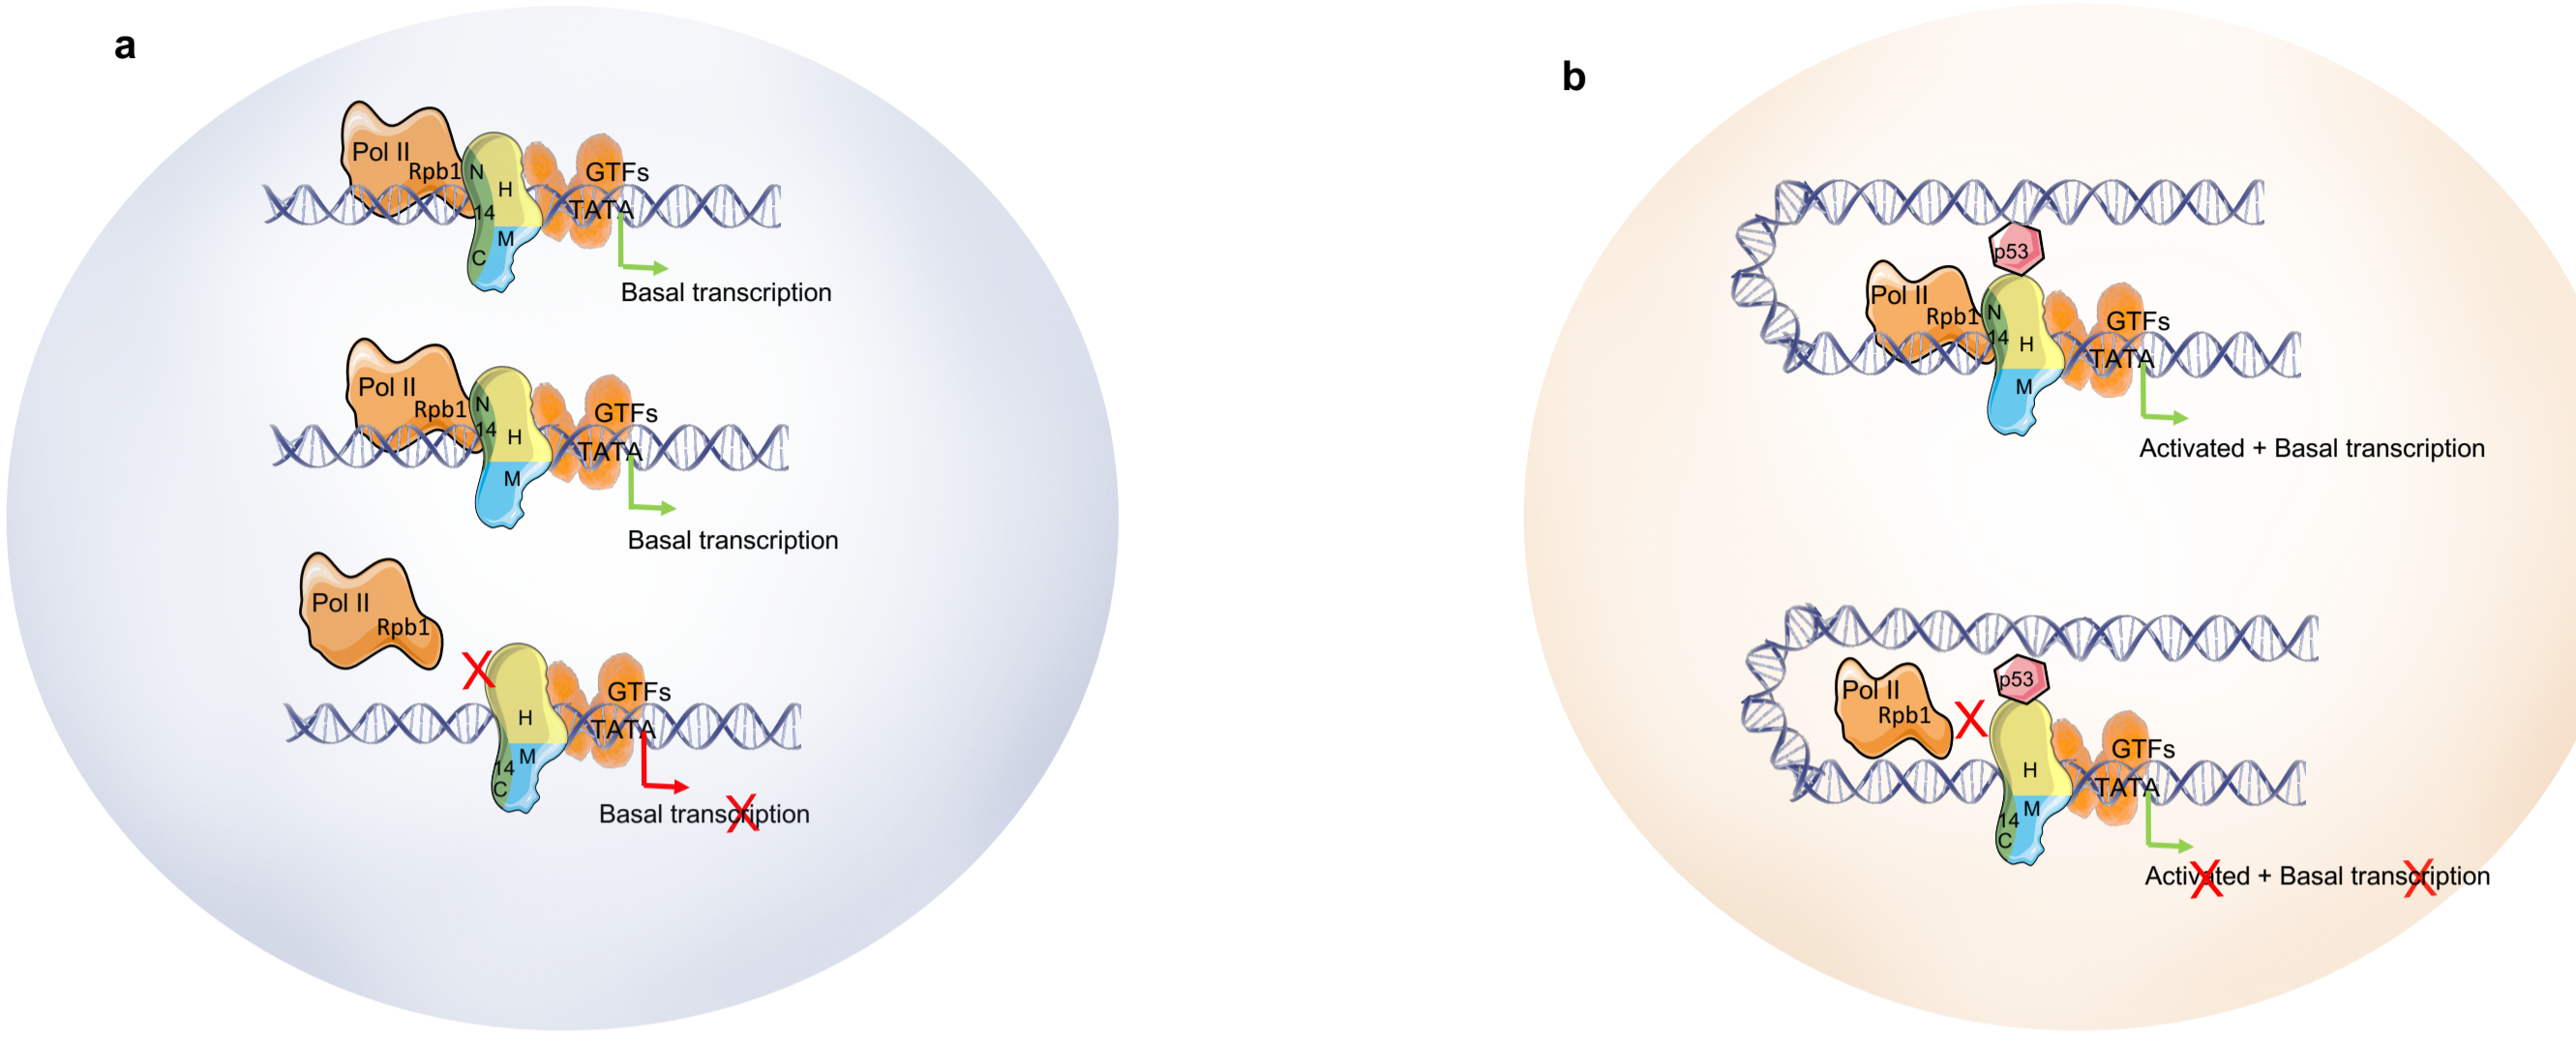 a
Pol II
Rpb1
N
H
14
M
C
GTFs
TATA
Basal transcription
Pol II
Rpb1
N
14
H
M
GTFs
TATA
Basal transcription
Pol II
Rpb1
X
H
M
14
C
GTFs
TATA
Basal transcription
X
b
p53
Pol II
Rpb1
N
14
H
M
GTFs
TATA
Activated + Basal transcription
p53
Pol II
Rpb1
X
H
M
14
C
GTFs
TATA
Activated + Basal transcription
X
X